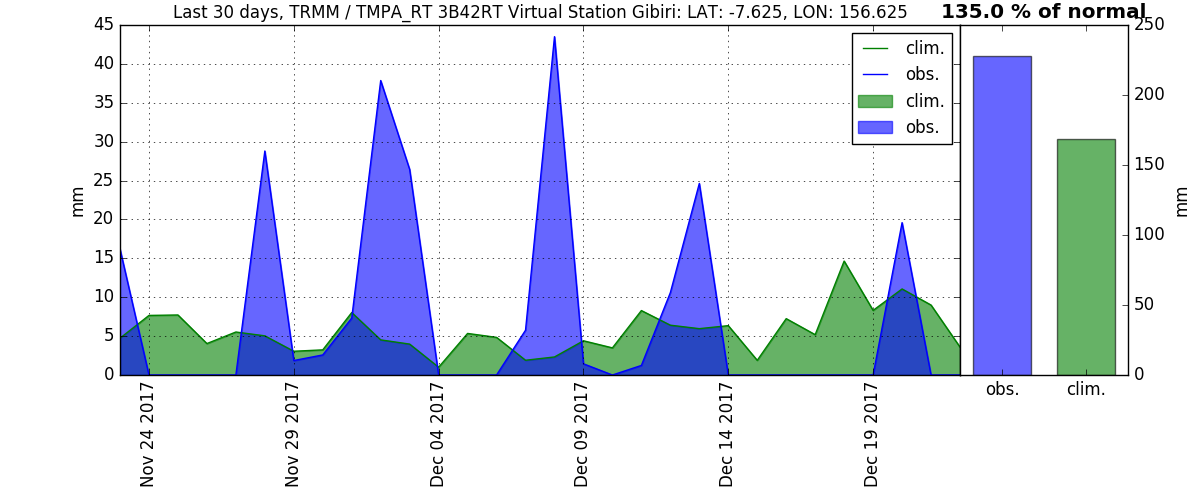 Last 30 days, TRMM / TMPA_RT 3B42RT Virtual Station Gibiri: LAT: -7.625, LON: 156.625
135.0 % of normal
45
40
35
30
25
20
15
10
5
0
mm
clim.
obs.
clim.
obs.
Nov 24 2017
Nov 29 2017
Dec 04 2017
Dec 09 2017
Dec 14 2017
Dec 19 2017
250
200
150
100
50
0
mm
obs.
clim.